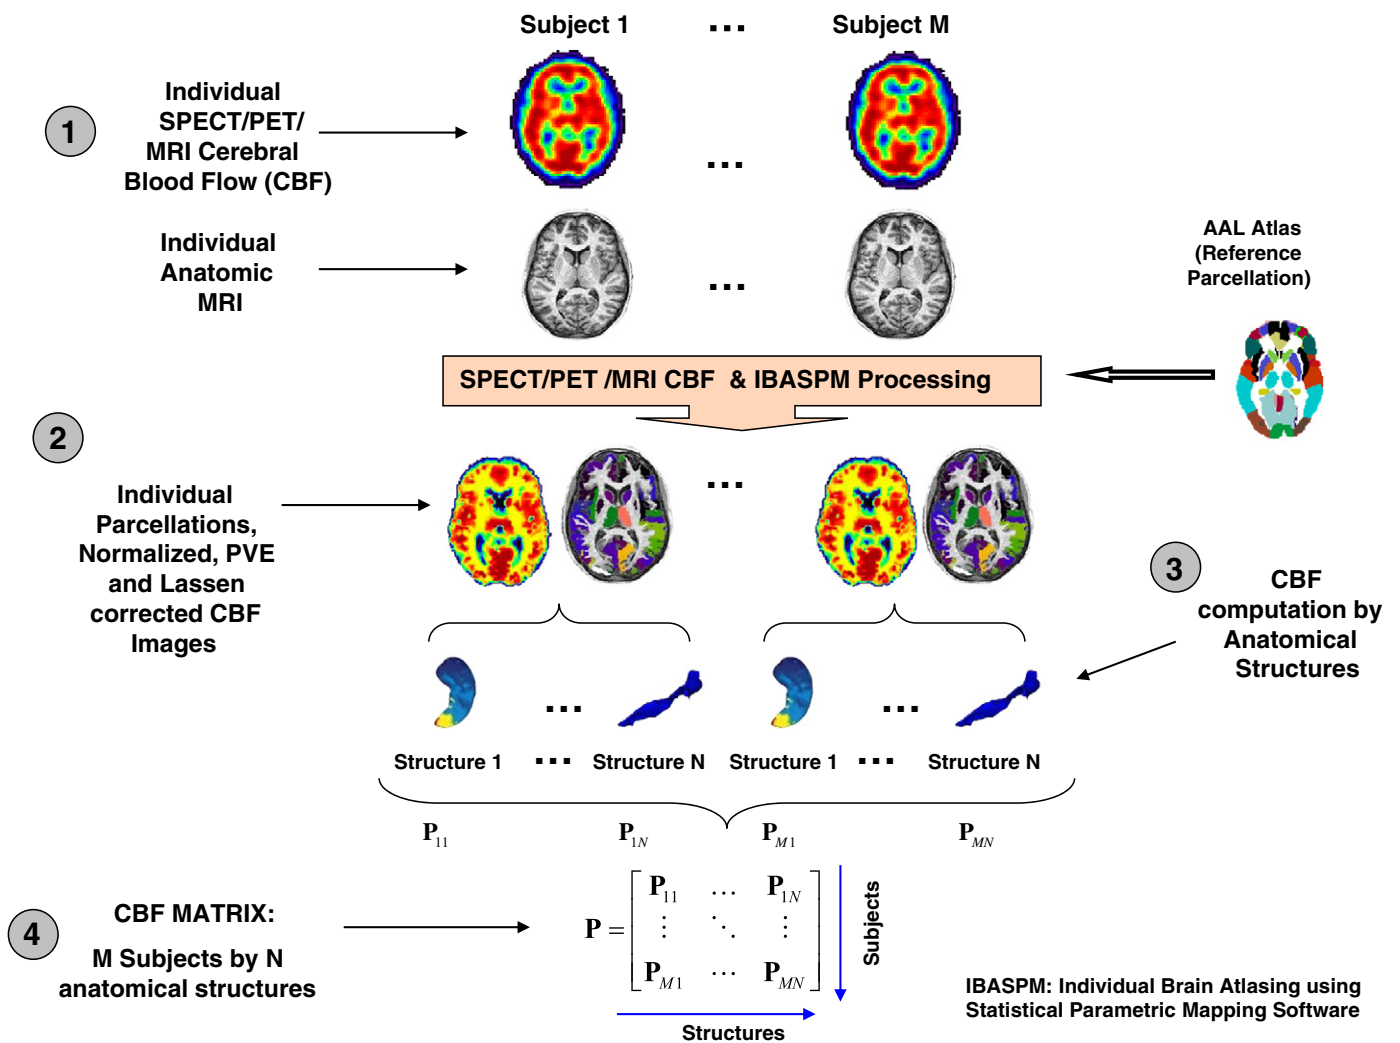 Subject 1 ... Subject M
1
Individual
SPECT/PET/
MRI Cerebral
Blood Flow (CBF)
...
Individual
Anatomic
MRI
...
AAL Atlas
(Reference
Parcellation)
SPECT/PET /MRI CBF & IBASPM Processing
2
Individual
Parcellations,
Normalized, PVE
and Lassen
corrected CBF
Images
...
3
CBF
computation by
Anatomical
Structures
... ...
Structure 1 ... Structure N Structure 1 ... Structure N
P11 P1N PM1 PMN
4
CBF MATRIX:
M Subjects by N
anatomical structures
P11 … P1N
P = ⋮ ⋱ ⋮
PM1 … PMN
Subjects
Structures
IBASPM: Individual Brain Atlasing using
Statistical Parametric Mapping Software